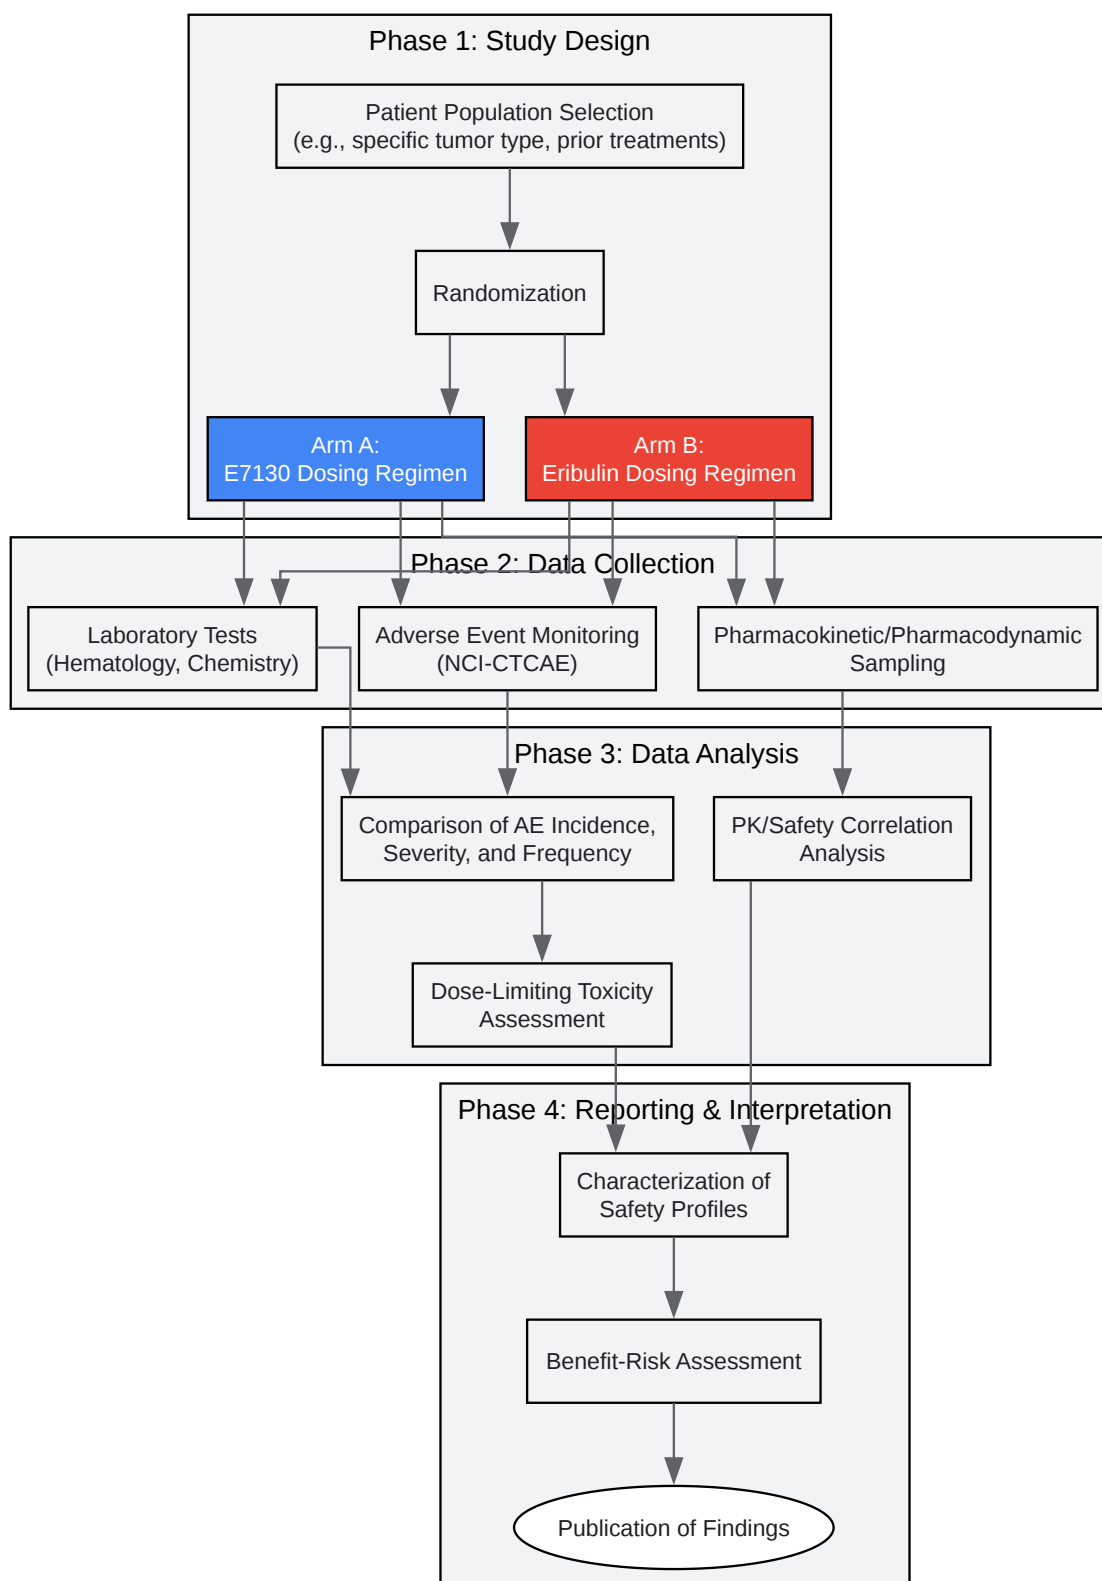 Phase 1: Study Design
Patient Population Selection
(e.g., specific tumor type, prior treatments)
Randomization
Arm A:
E7130 Dosing Regimen
Arm B:
Eribulin Dosing Regimen
Phase 2: Data Collection
Laboratory Tests
(Hematology, Chemistry)
Adverse Event Monitoring
(NCI-CTCAE)
Pharmacokinetic/Pharmacodynamic
Sampling
Phase 3: Data Analysis
Comparison of AE Incidence,
Severity, and Frequency
PK/Safety Correlation
Analysis
Dose-Limiting Toxicity
Assessment
Phase 4: Reporting & Interpretation
Characterization of
Safety Profiles
Benefit-Risk Assessment
Publication of Findings